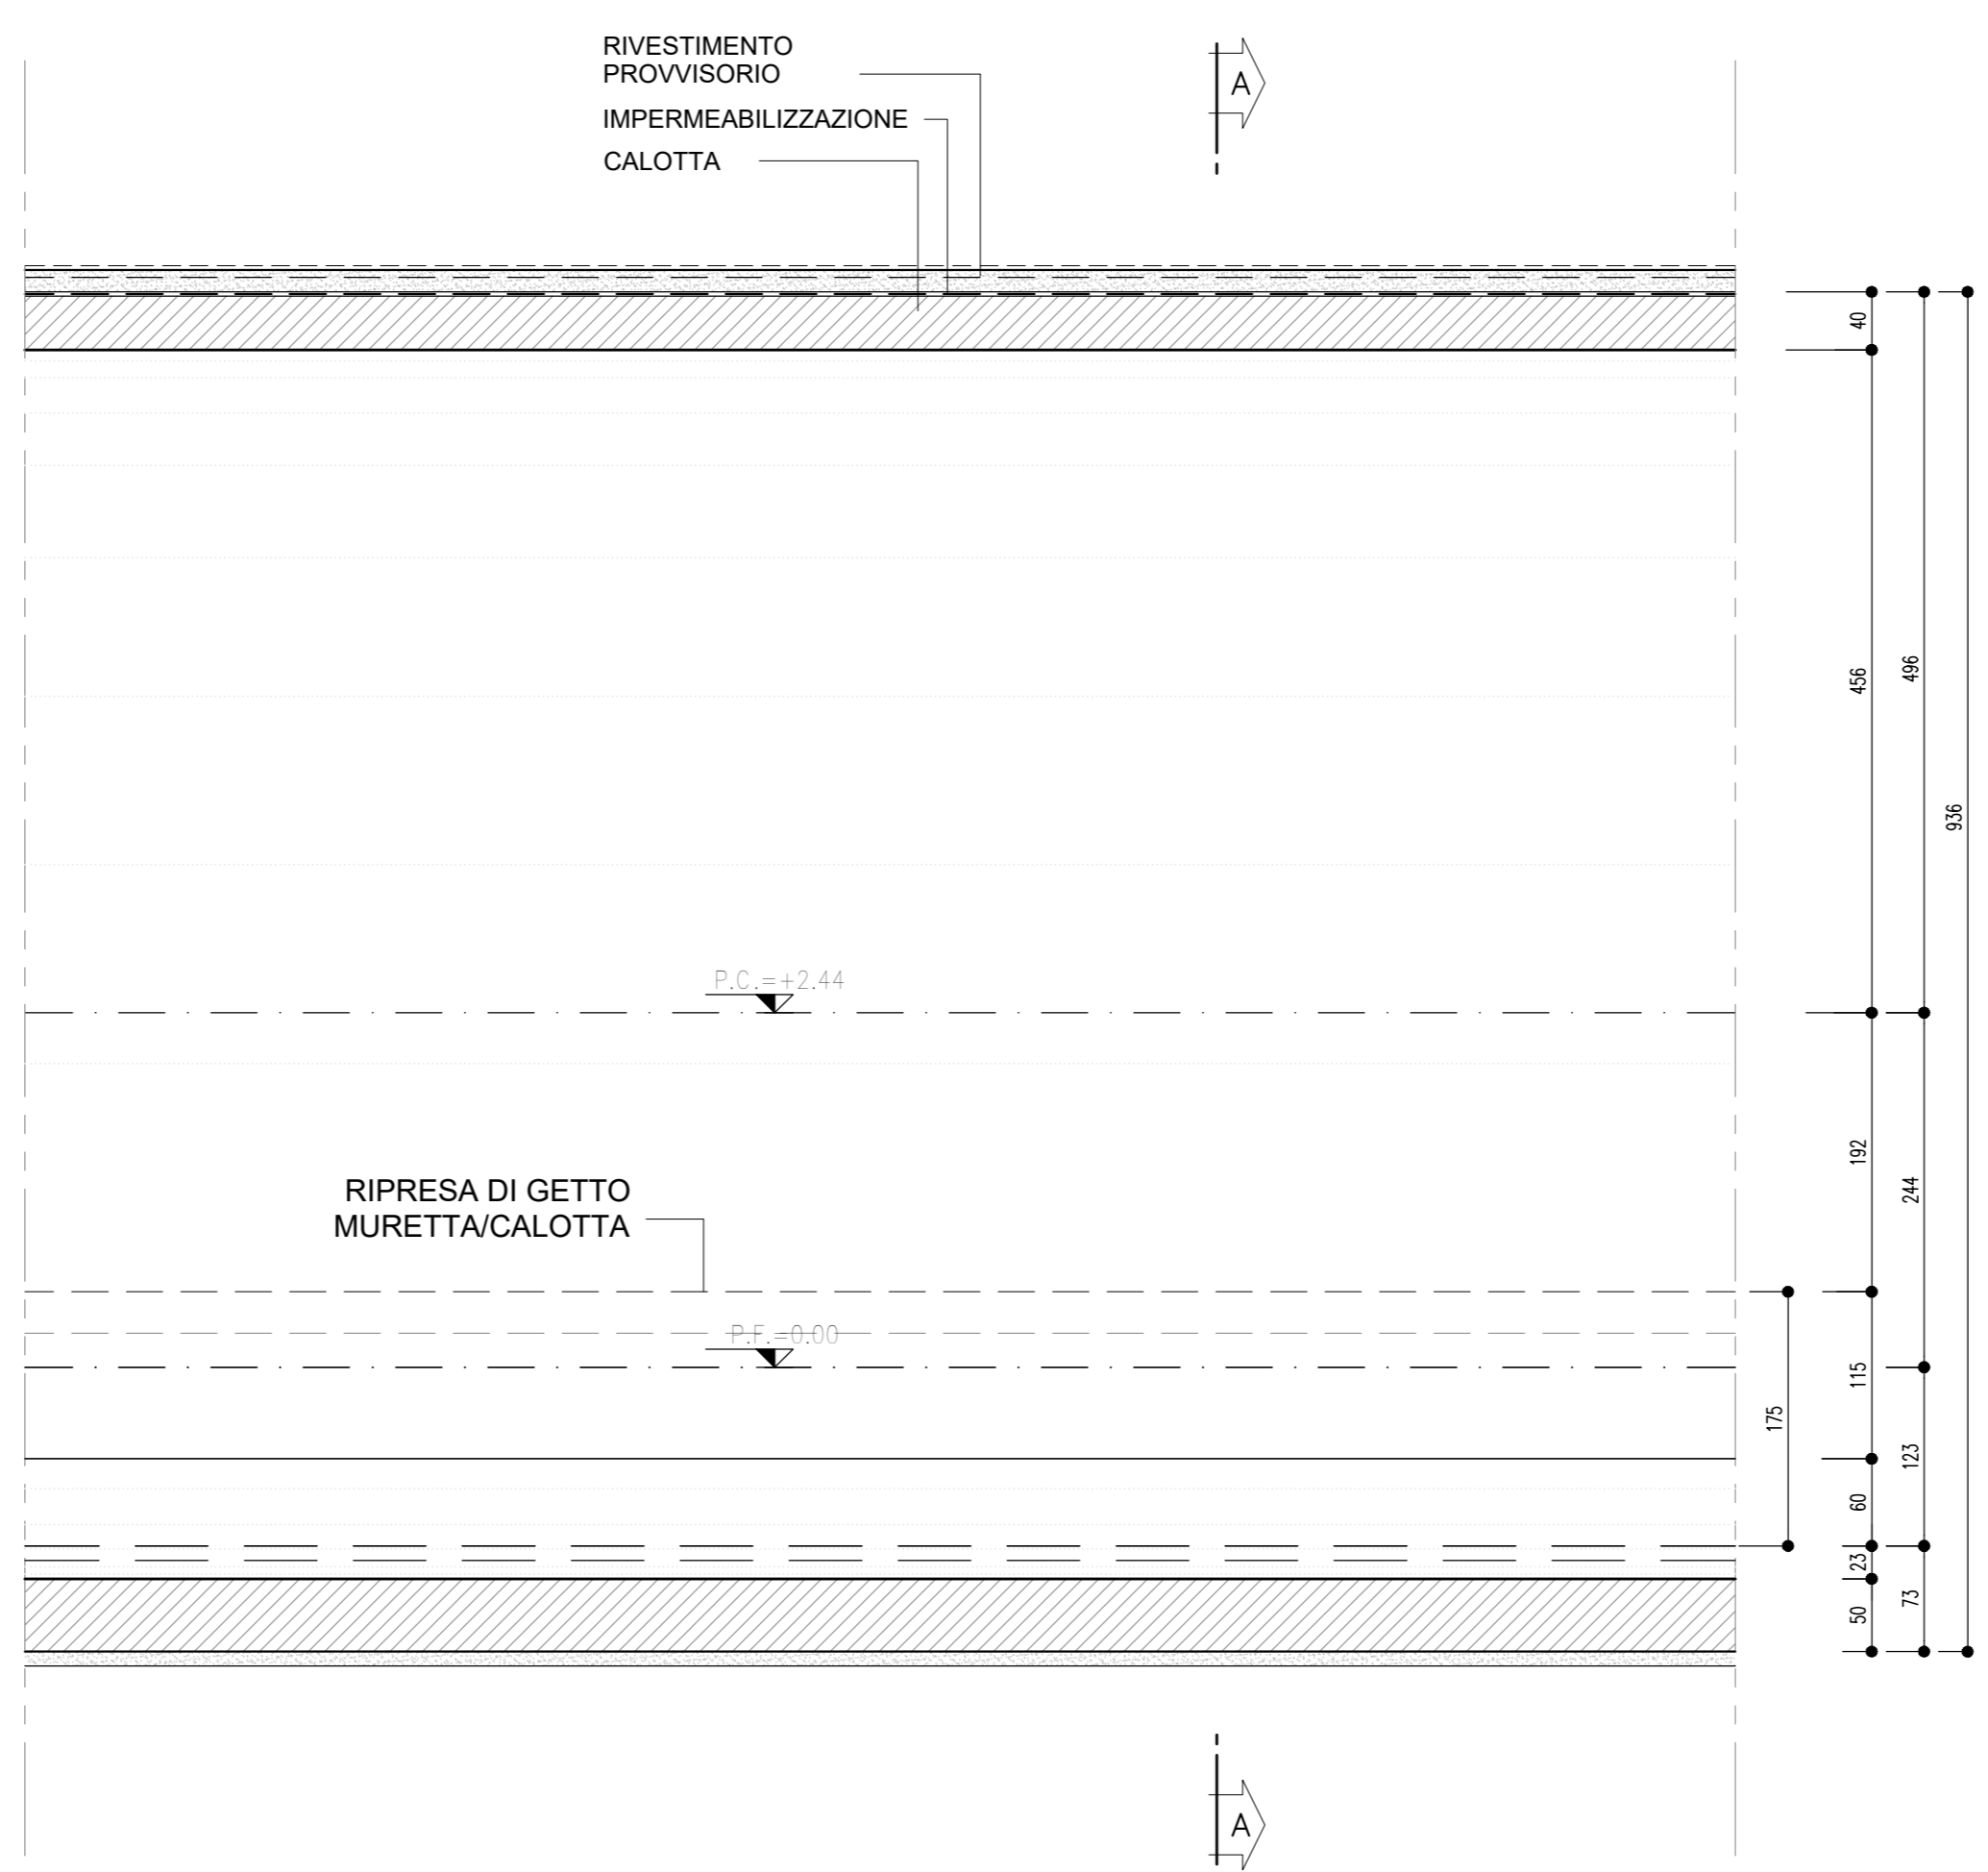 RIVESTIMENTO
PROVVISORIO
IMPERMEABILIZZAZIONE
CALOTTA
A
40
456
496
936
P.C.=+2.44
192
244
RIPRESA DI GETTO
MURETTA/CALOTTA
P.F.=0.00
115
175
123
60
23
73
50
A